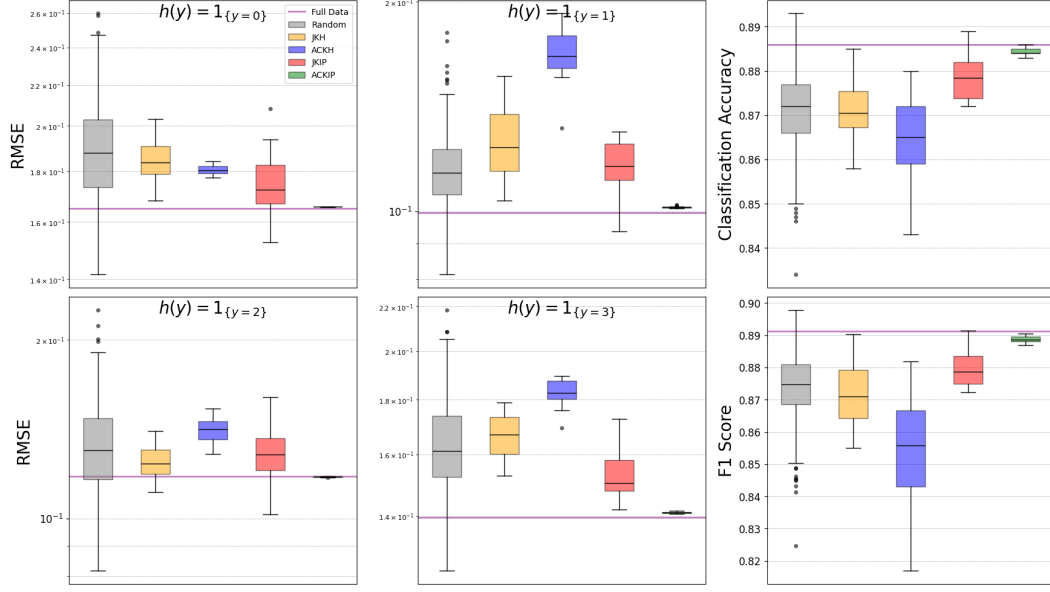 h(y) = 1_{y=0}
RMSE
2.6 × 10⁻¹
2.4 × 10⁻¹
2.2 × 10⁻¹
2 × 10⁻¹
1.8 × 10⁻¹
1.6 × 10⁻¹
1.4 × 10⁻¹
Full Data
Random
JKH
ACKH
JKIP
ACKIP
h(y) = 1_{y=1}
2 × 10⁻¹
10⁻¹
Classification Accuracy
0.89
0.88
0.87
0.86
0.85
0.84
h(y) = 1_{y=2}
RMSE
2 × 10⁻¹
10⁻¹
h(y) = 1_{y=3}
2.2 × 10⁻¹
2 × 10⁻¹
1.8 × 10⁻¹
1.6 × 10⁻¹
1.4 × 10⁻¹
F1 Score
0.90
0.89
0.88
0.87
0.86
0.85
0.84
0.83
0.82